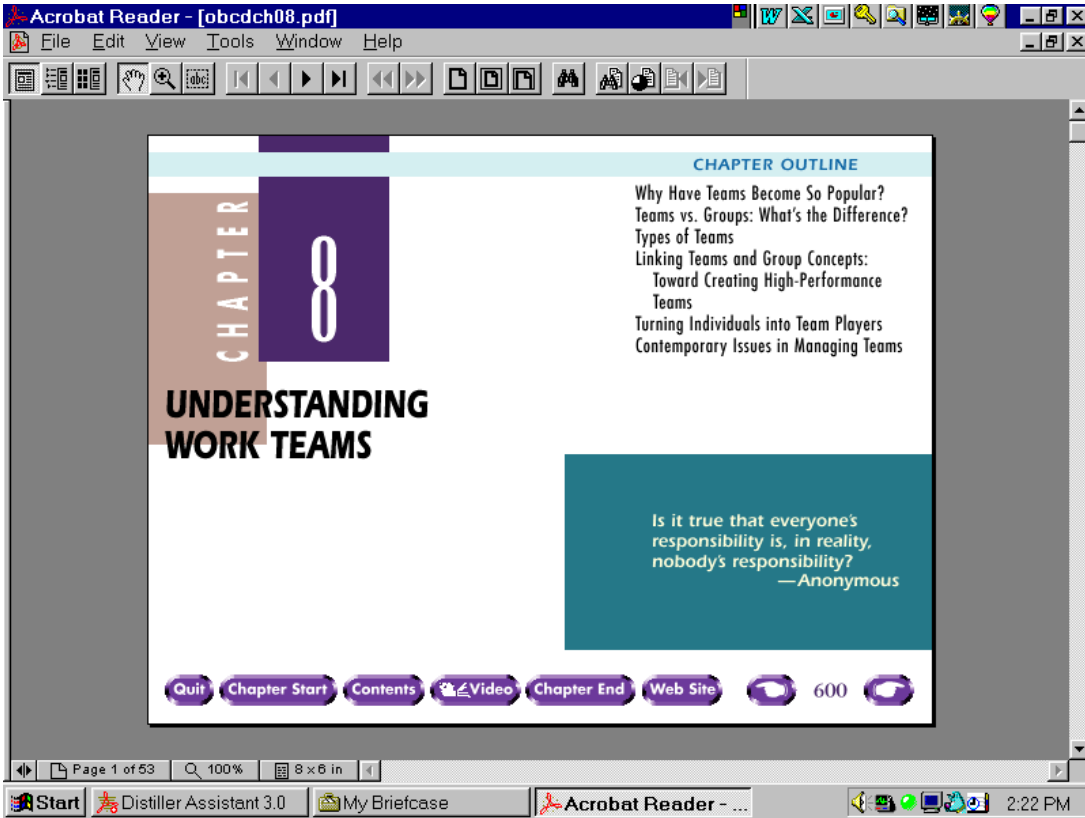 Acrobat Reader - [obcdch08.pdf]
File Edit View Tools Window Help
CHAPTER OUTLINE
Why Have Teams Become So Popular?
Teams vs. Groups: What's the Difference?
Types of Teams
Linking Teams and Group Concepts:
Toward Creating High-Performance
Teams
Turning Individuals into Team Players
Contemporary Issues in Managing Teams
CHAPTER
8
UNDERSTANDING
WORK TEAMS
Is it true that everyone's
responsibility is, in reality,
nobody's responsibility?
—Anonymous
Quit Chapter Start Contents Video Chapter End Web Site 600
Page 1 of 53 100% 8 x 6 in
Start Distiller Assistant 3.0 My Briefcase Acrobat Reader - ... 2:22 PM